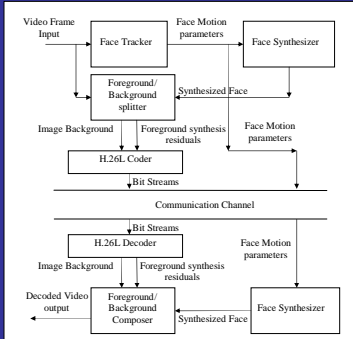 Video Frame
Input
Face Tracker
Face Motion
parameters
Face Synthesizer
Foreground/
Background
splitter
Synthesized Face
Image Background
Foreground synthesis
residuals
Face Motion
parameters
H.26L Coder
Bit Streams
Communication Channel
Bit Streams
H.26L Decoder
Face Motion
parameters
Image Background
Foreground synthesis
residuals
Decoded Video
output
Foreground/
Background
Composer
Synthesized Face
Face Synthesizer